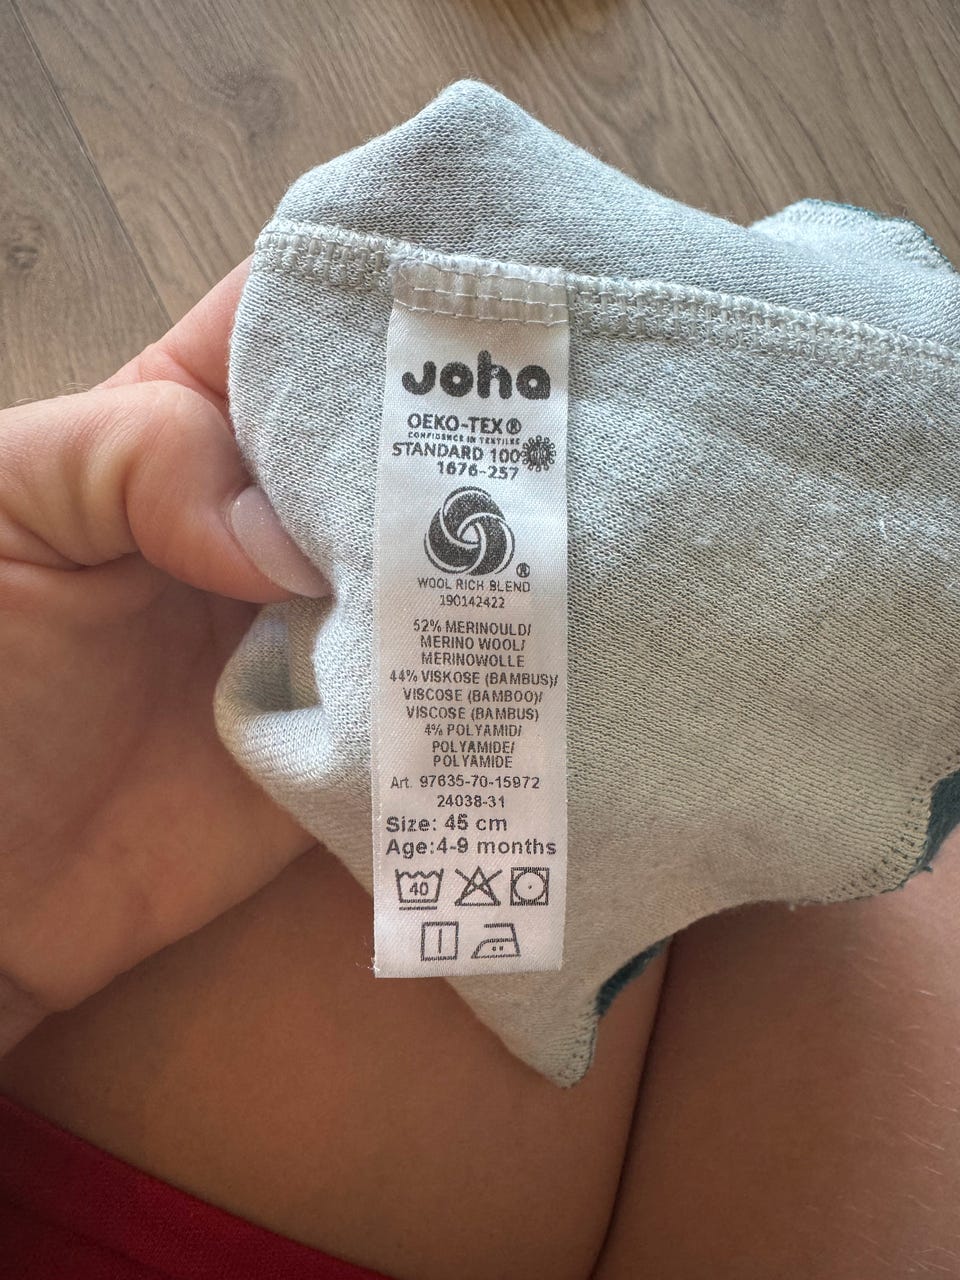 Joha
OEKO-TEX®
CONFIDENCE IN TEXTILES
STANDARD 100
1676-257
®
WOOL RICH BLEND
190142422
52% MERINOULD/
MERINO WOOL/
MERINOWOLLE
44% VISKOSE (BAMBUS)/
VISCOSE (BAMBOO)/
VISCOSE (BAMBUS)
4% POLYAMID/
POLYAMIDE/
POLYAMIDE
Art. 97635-70-15972
24038-31
Size: 45 cm
Age:4-9 months
40